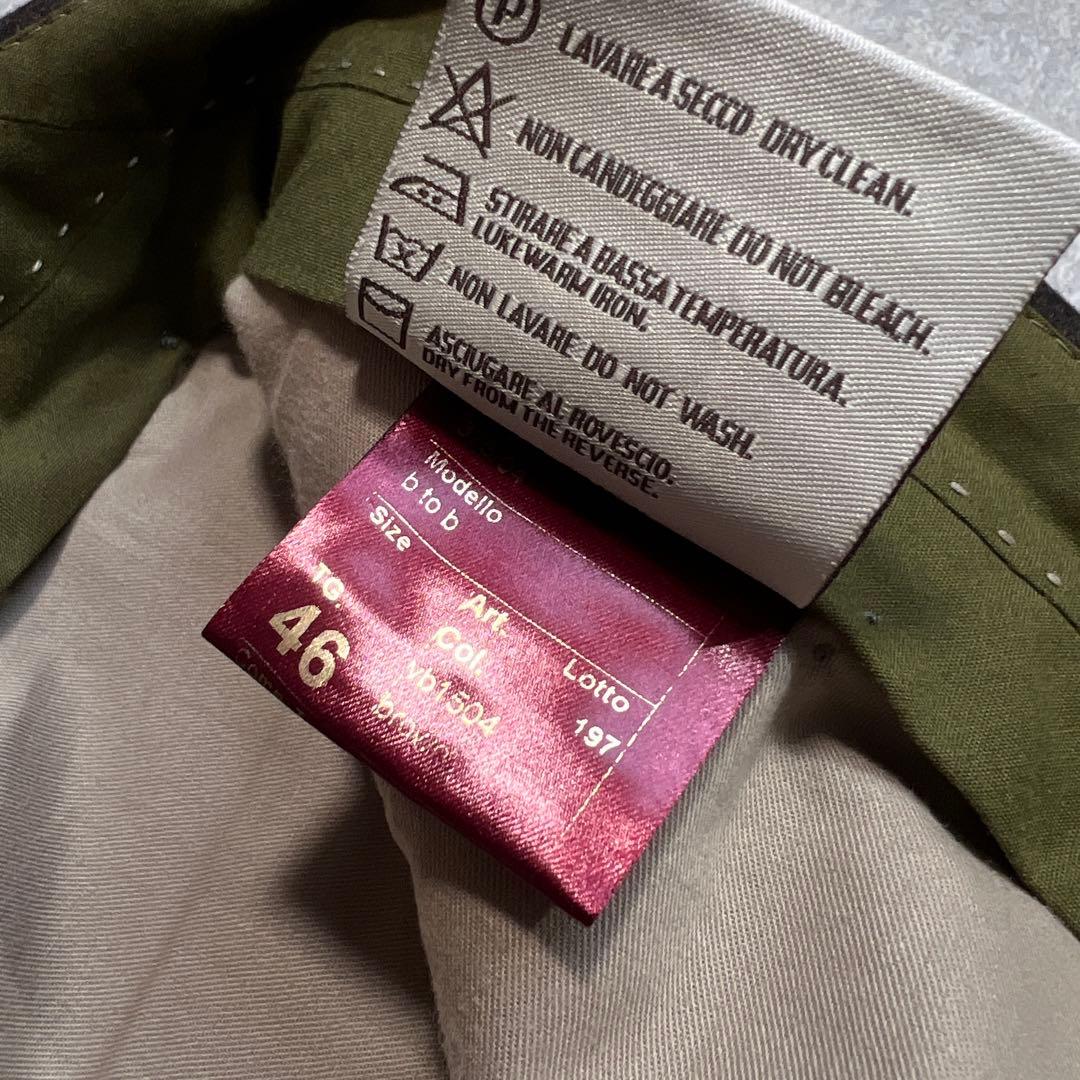 P
LAVARE A SECCO DRY CLEAN.
NON CANDEGGIARE DO NOT BLEACH.
STIRARE A BASSA TEMPERATURA.
LUKEWARM IRON.
NON LAVARE DO NOT WASH.
ASCIUGARE AL ROVESCIO.
DRY FROM THE REVERSE.
Modello
b to b
Size Art. Lotto
TG. Col. 197
46 vb1504